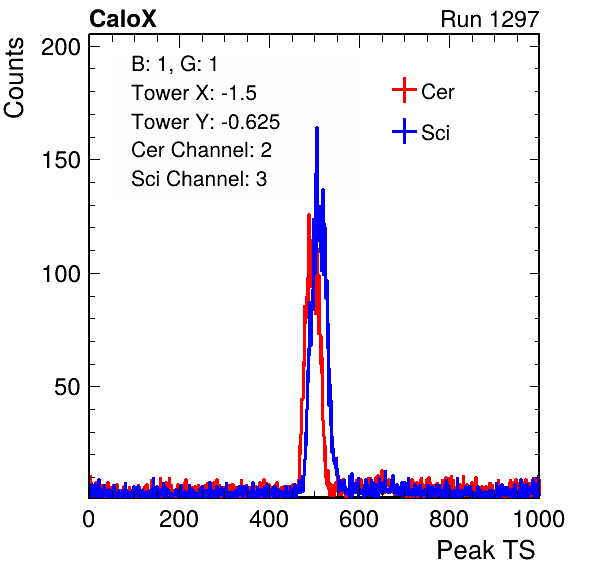 CaloX
Run 1297
Counts
200
150
100
50
B: 1, G: 1
Tower X: -1.5
Tower Y: -0.625
Cer Channel: 2
Sci Channel: 3
Cer
Sci
0
200
400
600
800
1000
Peak TS